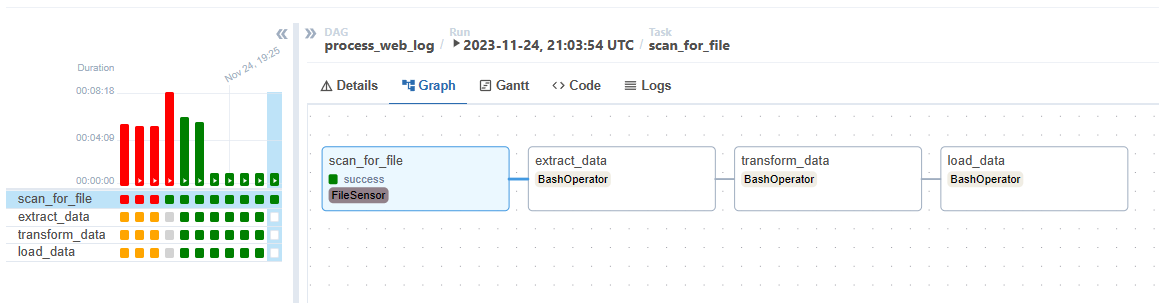 DAG Run Task
process_web_log / 2023-11-24, 21:03:54 UTC / scan_for_file
Details Graph Gantt Code Logs
Nov 24, 19:25
Duration
00:08:18
00:04:09
00:00:00
scan_for_file
extract_data
transform_data
load_data
scan_for_file
success
FileSensor
extract_data
BashOperator
transform_data
BashOperator
load_data
BashOperator